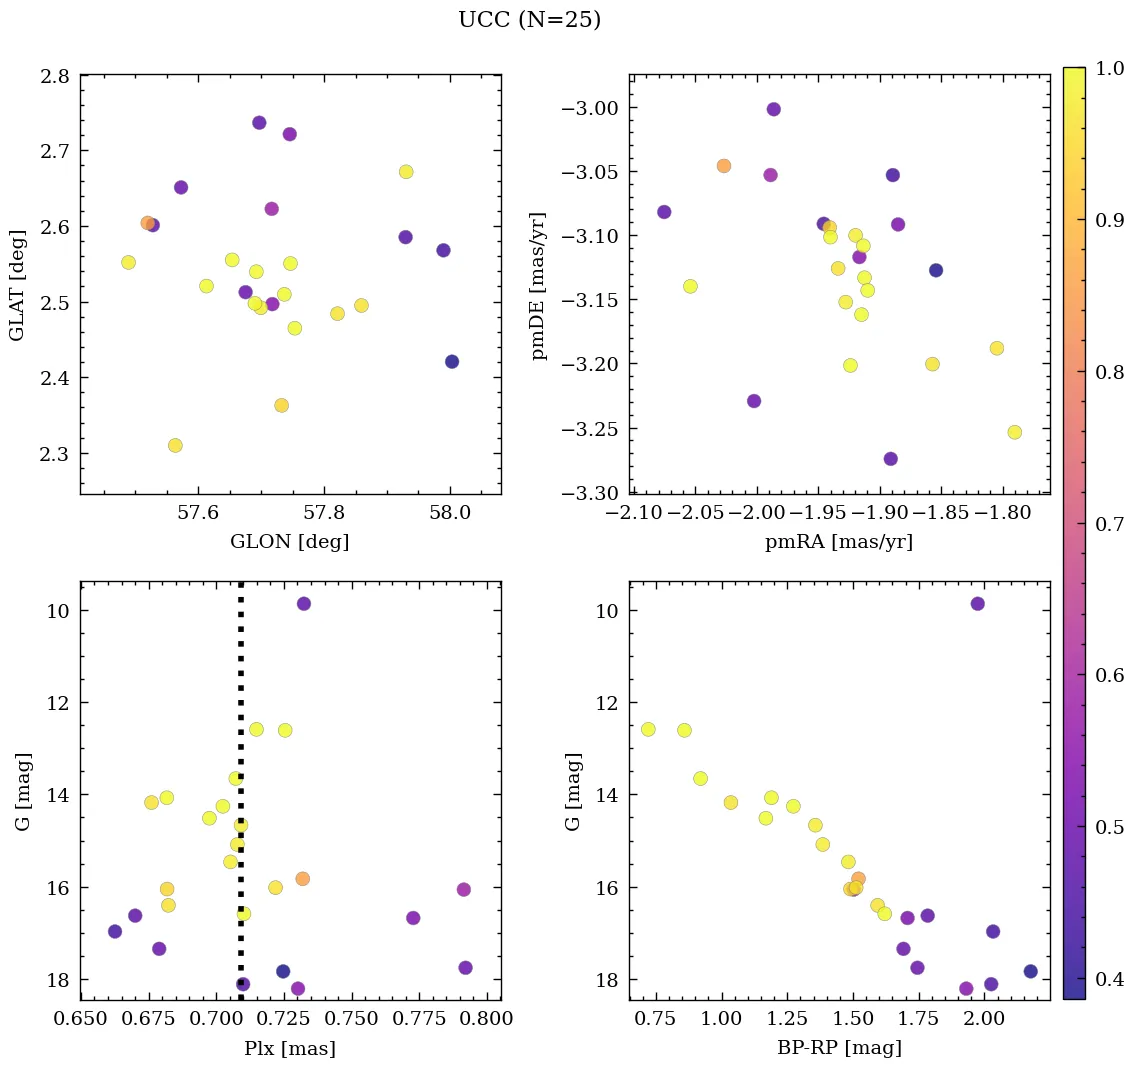 UCC (N=25)
2.8
2.7
2.6
2.5
2.4
2.3
GLAT [deg]
57.6 57.8 58.0
GLON [deg]
−3.00
−3.05
−3.10
−3.15
−3.20
−3.25
−3.30
pmDE [mas/yr]
−2.10 −2.05 −2.00 −1.95 −1.90 −1.85 −1.80
pmRA [mas/yr]
10
12
14
16
18
G [mag]
0.650 0.675 0.700 0.725 0.750 0.775 0.800
Plx [mas]
10
12
14
16
18
G [mag]
0.75 1.00 1.25 1.50 1.75 2.00
BP-RP [mag]
1.0
0.9
0.8
0.7
0.6
0.5
0.4